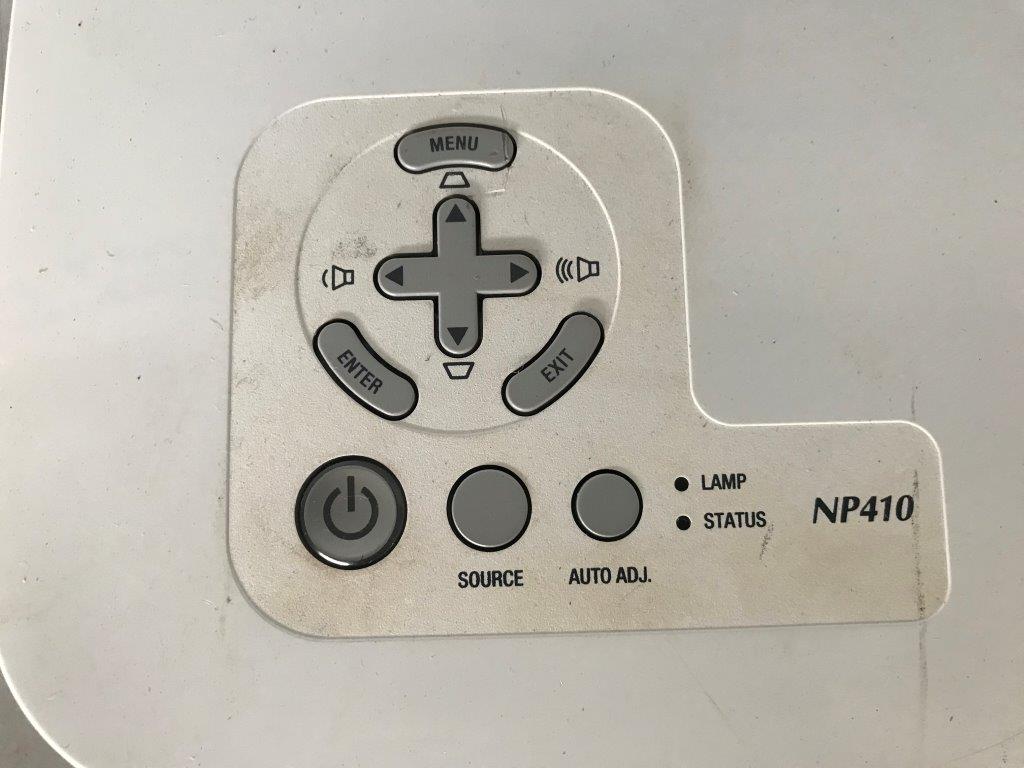 MENU
ENTER
EXIT
LAMP
STATUS
NP410
SOURCE
AUTO ADJ.